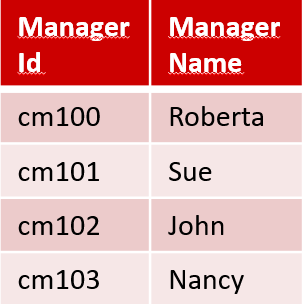 Manager Manager
Id Name
cm100 Roberta
cm101 Sue
cm102 John
cm103 Nancy